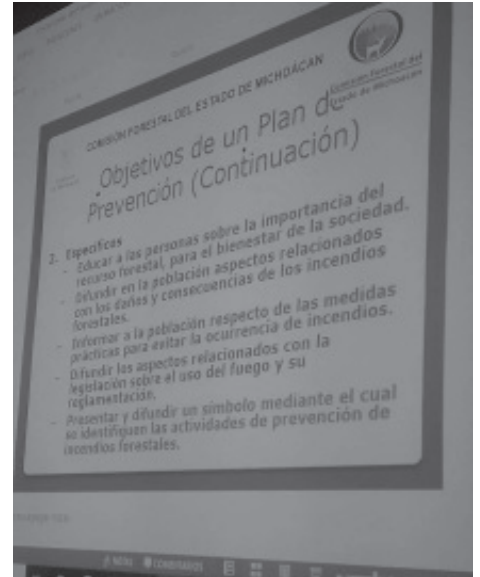 COMISIÓN FORESTAL DEL ESTADO DE MICHOACÁN
Comisión Forestal del
Estado de Michoacán
Objetivos de un Plan de
Prevención (Continuación)
2. Específicos
- Educar a las personas sobre la importancia del
recurso forestal, para el bienestar de la sociedad.
- Difundir en la población aspectos relacionados
con los daños y consecuencias de los incendios
forestales.
- Informar a la población respecto de las medidas
prácticas para evitar la ocurrencia de incendios.
- Difundir los aspectos relacionados con la
legislación sobre el uso del fuego y su
reglamentación.
- Presentar y difundir un símbolo mediante el cual
se identifiquen las actividades de prevención de
incendios forestales.